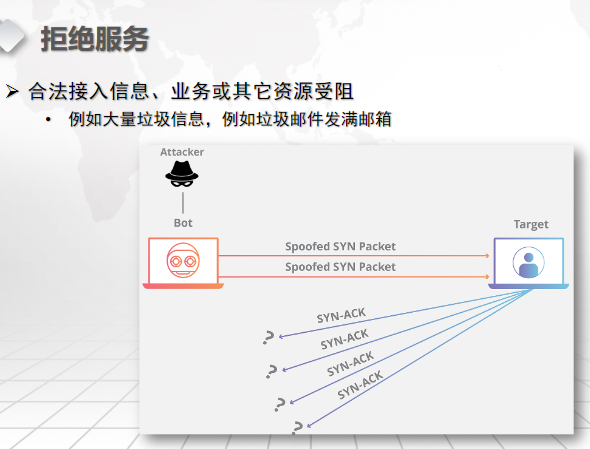 拒绝服务
合法接入信息、业务或其它资源受阻
例如大量垃圾信息，例如垃圾邮件发满邮箱
Attacker
Bot
Target
Spoofed SYN Packet
Spoofed SYN Packet
SYN-ACK
?
SYN-ACK
?
SYN-ACK
?
SYN-ACK
?